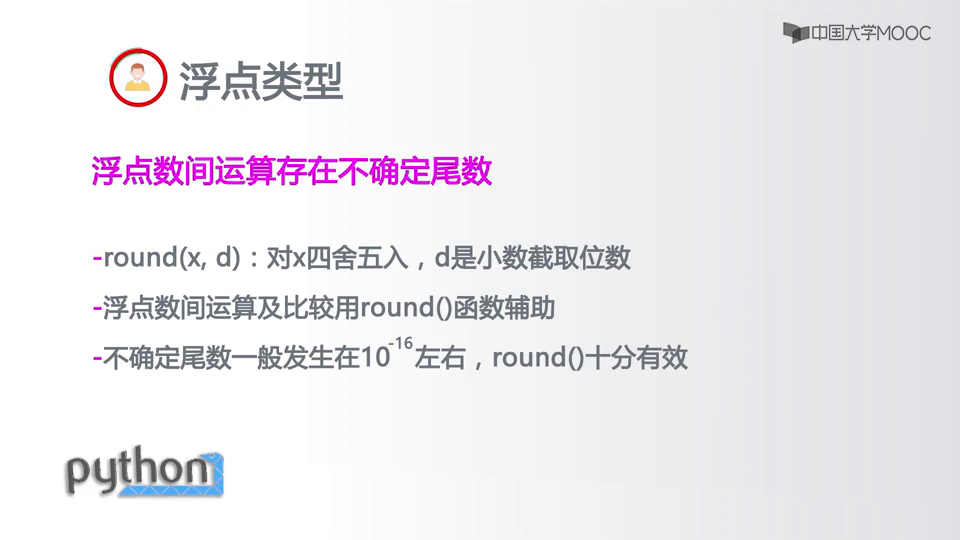 中国大学MOOC
浮点类型
浮点数间运算存在不确定尾数
-round(x, d)：对x四舍五入，d是小数截取位数
-浮点数间运算及比较用round()函数辅助
-不确定尾数一般发生在10-16左右，round()十分有效
python